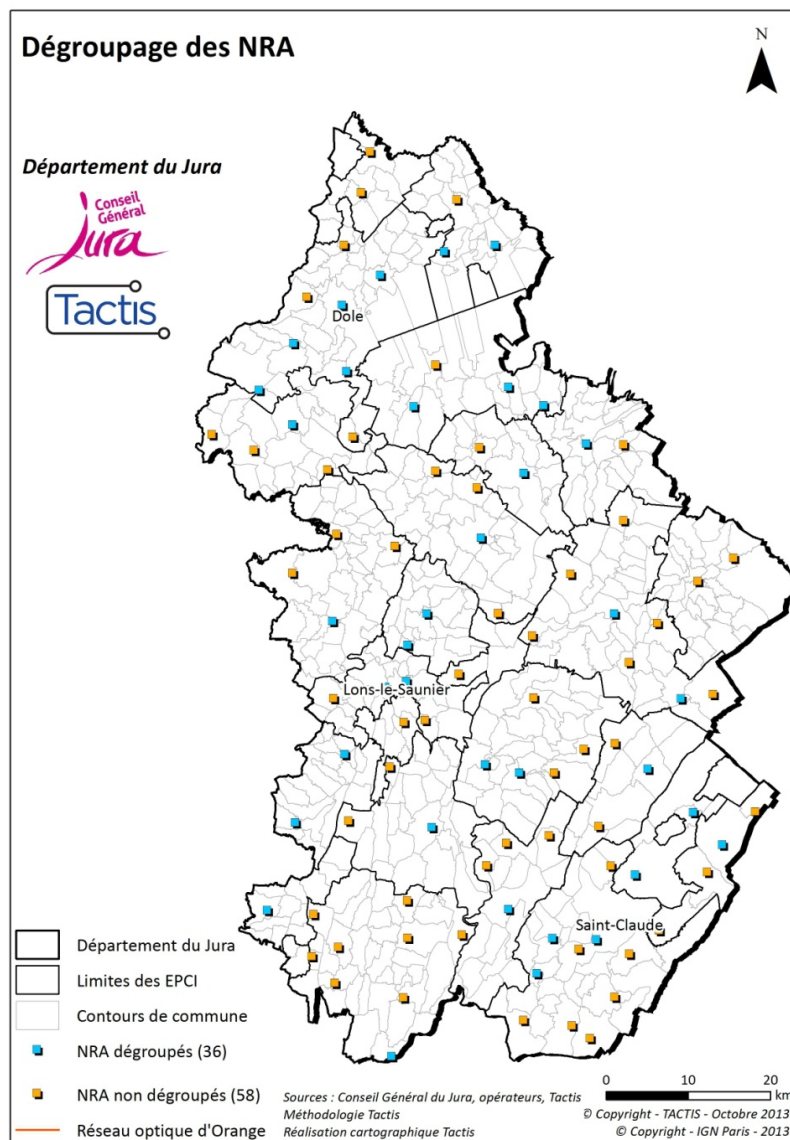 Dégroupage des NRA
N
Département du Jura
Conseil
Général
Jura
Tactis
Dole
Lons-le-Saunier
Saint-Claude
Département du Jura
Limites des EPCI
Contours de commune
NRA dégroupés (36)
NRA non dégroupés (58)
Réseau optique d'Orange
Sources : Conseil Général du Jura, opérateurs, Tactis
Méthodologie Tactis
Réalisation cartographique Tactis
0 10 20
km
© Copyright - TACTIS - Octobre 2013
© Copyright - IGN Paris - 2013